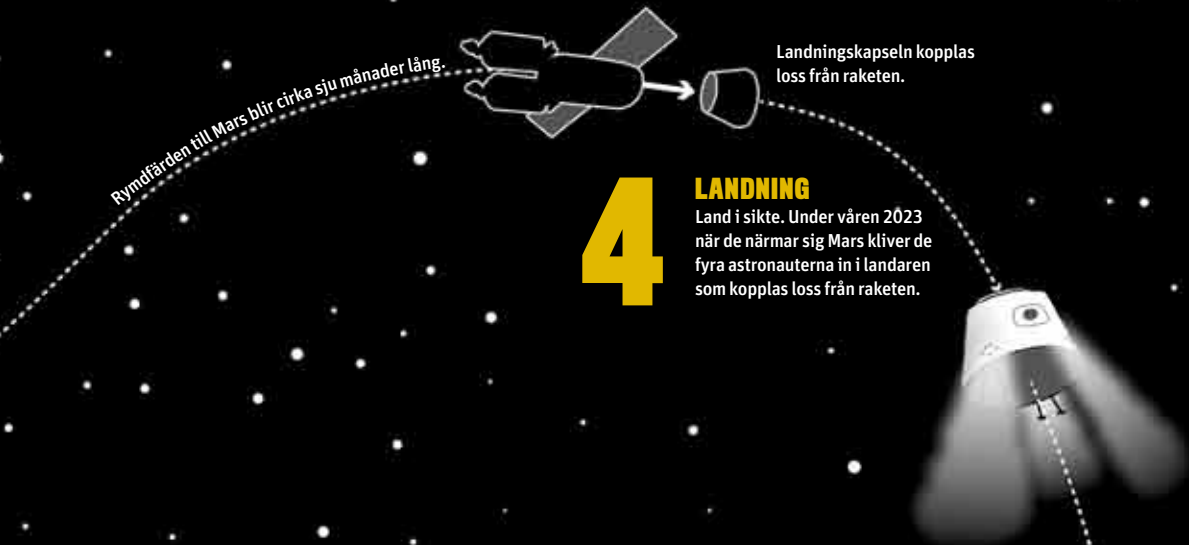 Rymdfärden till Mars blir cirka sju månader lång.
Landningskapseln kopplas
loss från raketen.
4
LANDNING
Land i sikte. Under våren 2023
när de närmar sig Mars kliver de
fyra astronauterna in i landaren
som kopplas loss från raketen.